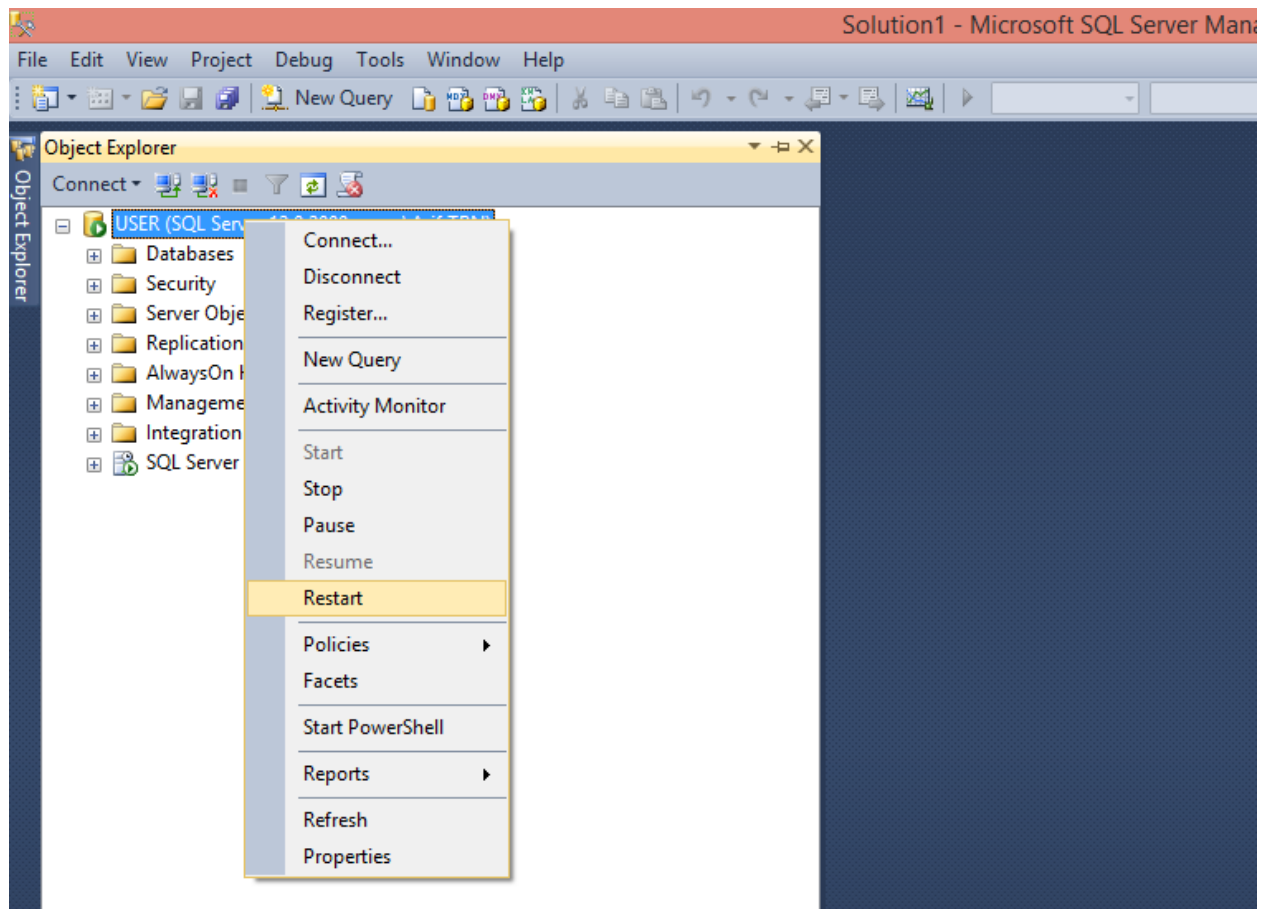 Solution1 - Microsoft SQL Server Mana
File Edit View Project Debug Tools Window Help
New Query
Object Explorer
Object Explorer
Connect
USER (SQL Serv
Databases
Security
Server Obje
Replication
AlwaysOn
Manageme
Integration
SQL Server
Connect...
Disconnect
Register...
New Query
Activity Monitor
Start
Stop
Pause
Resume
Restart
Policies
Facets
Start PowerShell
Reports
Refresh
Properties